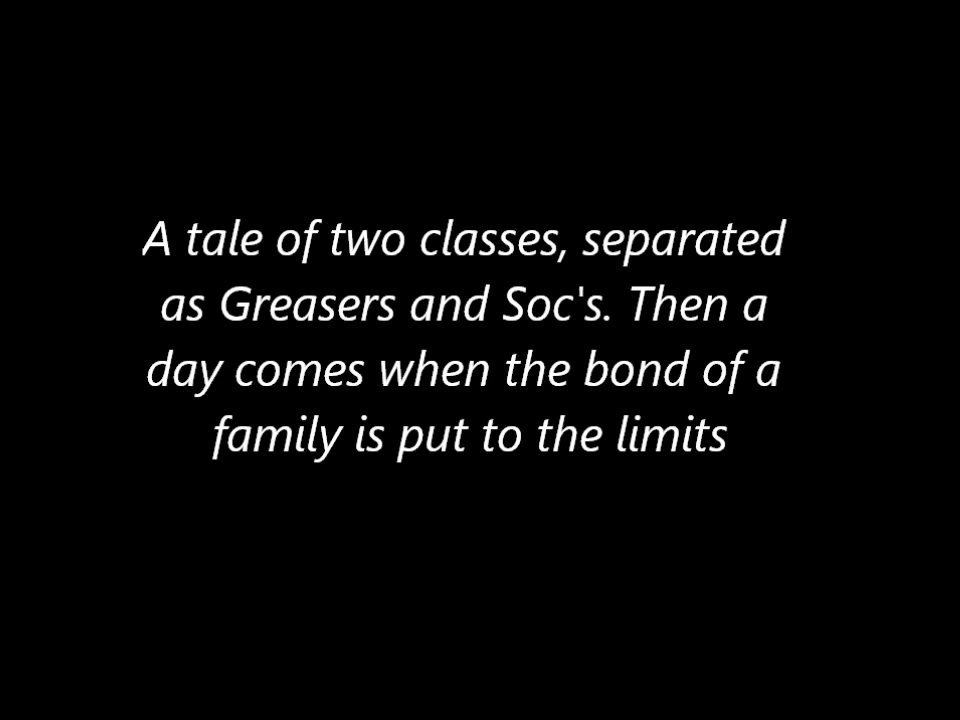 A tale of two classes, separated
as Greasers and Soc's. Then a
day comes when the bond of a
family is put to the limits